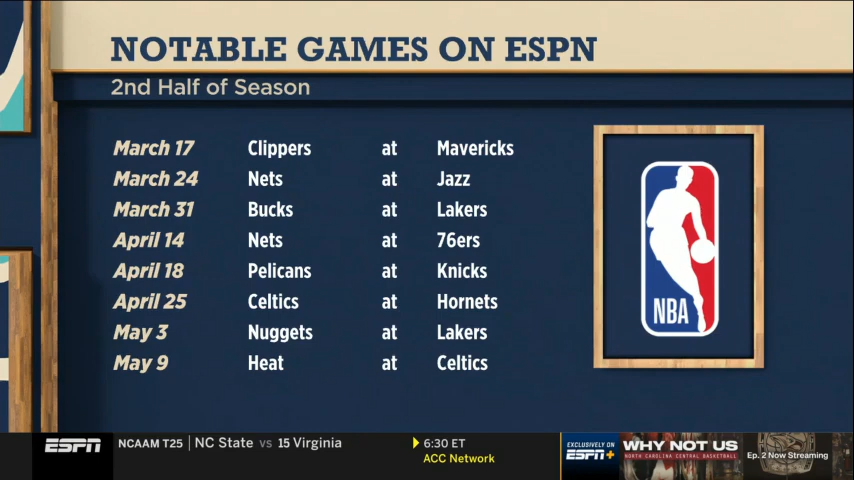 NOTABLE GAMES ON ESPN
2nd Half of Season
March 17 Clippers at Mavericks
March 24 Nets at Jazz
March 31 Bucks at Lakers
April 14 Nets at 76ers
April 18 Pelicans at Knicks
April 25 Celtics at Hornets
May 3 Nuggets at Lakers
May 9 Heat at Celtics
NBA
ESPN NCAAM T25 NC State vs 15 Virginia
6:30 ET
ACC Network
EXCLUSIVELY ON
ESPN+
WHY NOT US
NORTH CAROLINA CENTRAL BASKETBALL
Ep. 2 Now Streaming